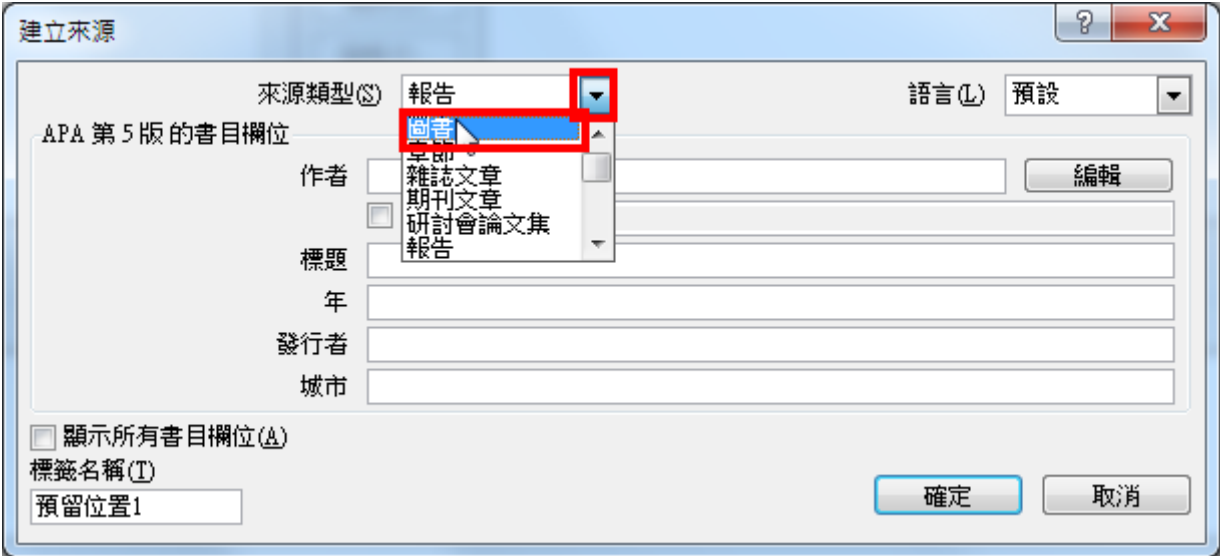 建立來源
來源類型(S) 報告 語言(L) 預設
圖書
APA 第 5 版 的書目欄位
章節
作者 編輯
雜誌文章
期刊文章
研討會論文集
報告
標題
年
發行者
城市
顯示所有書目欄位(A)
標籤名稱(T)
預留位置1
確定 取消